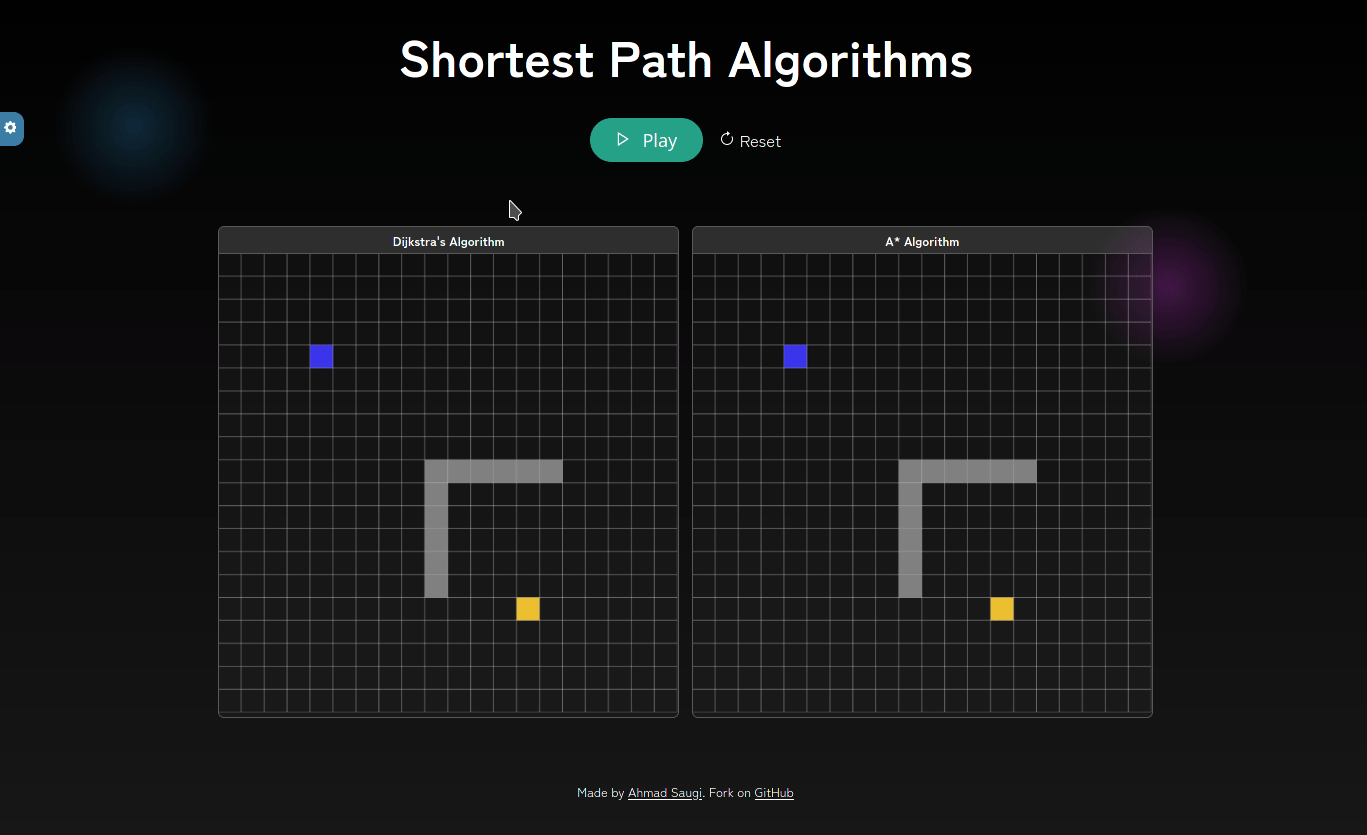 Shortest Path Algorithms
Play
Reset
Dijkstra's Algorithm
A* Algorithm
Made by Ahmad Saugi. Fork on GitHub